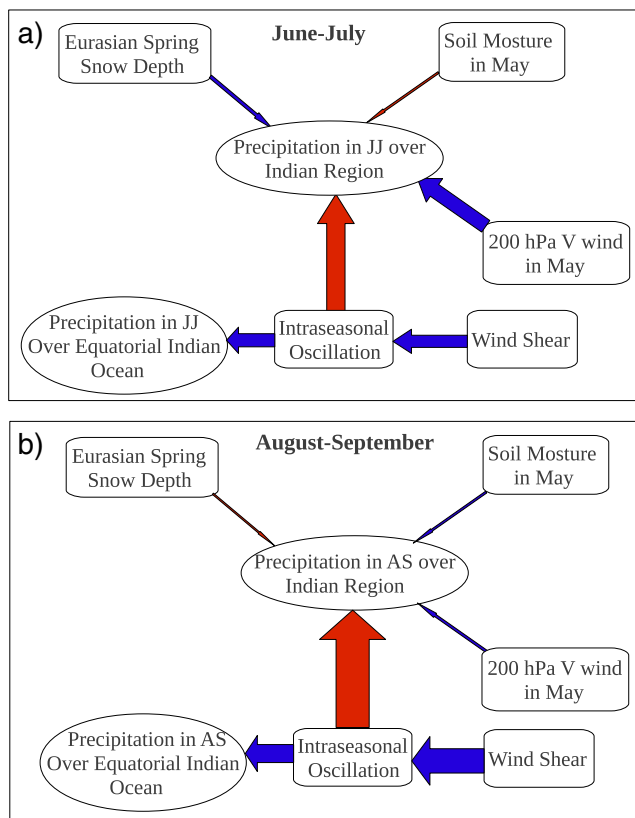 a)
June-July
Eurasian Spring
Snow Depth
Soil Mosture
in May
Precipitation in JJ over
Indian Region
200 hPa V wind
in May
Precipitation in JJ
Over Equatorial Indian
Ocean
Intraseasonal
Oscillation
Wind Shear
b)
August-September
Eurasian Spring
Snow Depth
Soil Mosture
in May
Precipitation in AS over
Indian Region
200 hPa V wind
in May
Precipitation in AS
Over Equatorial Indian
Ocean
Intraseasonal
Oscillation
Wind Shear